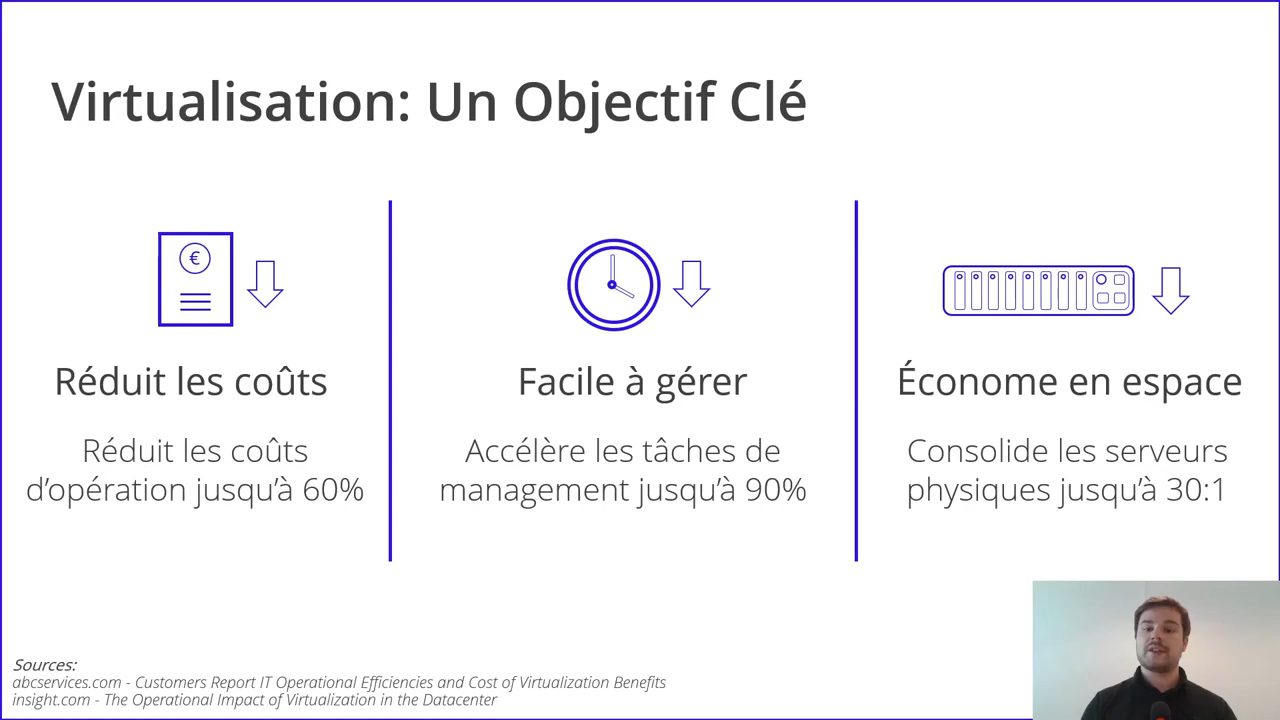 Virtualisation: Un Objectif Clé
€
Réduit les coûts
Réduit les coûts
d’opération jusqu’à 60%
Facile à gérer
Accélère les tâches de
management jusqu’à 90%
Économe en espace
Consolide les serveurs
physiques jusqu’à 30:1
Sources:
abcservices.com - Customers Report IT Operational Efficiencies and Cost of Virtualization Benefits
insight.com - The Operational Impact of Virtualization in the Datacenter